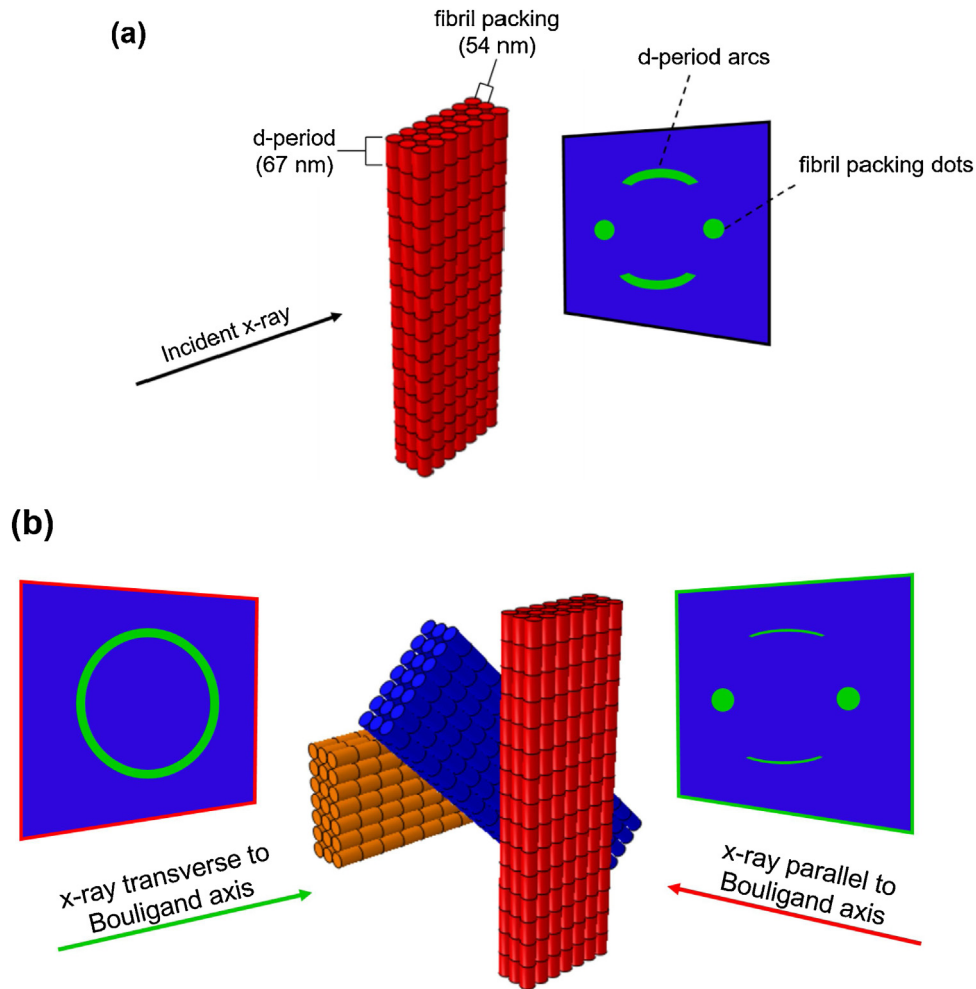 (a)
fibril packing
(54 nm)
d-period arcs
d-period
(67 nm)
fibril packing dots
Incident x-ray
(b)
x-ray transverse to
Bouligand axis
x-ray parallel to
Bouligand axis